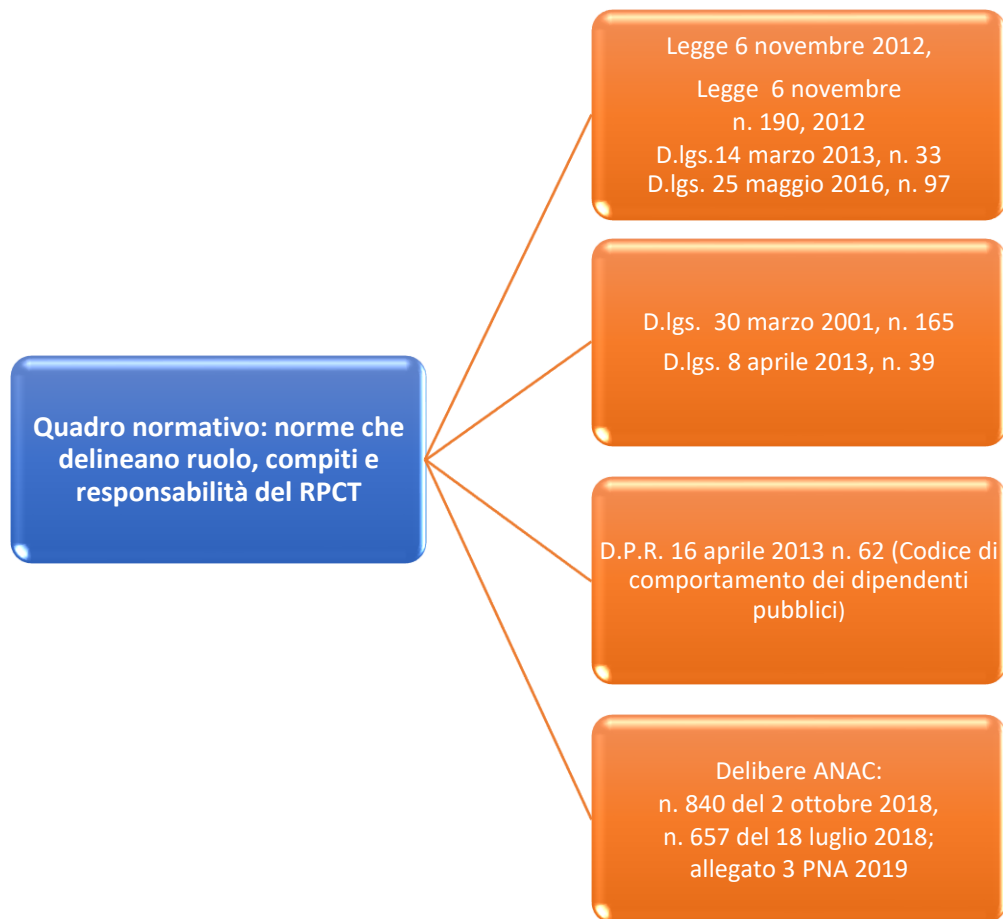 Quadro normativo: norme che
delineano ruolo, compiti e
responsabilità del RPCT
Legge 6 novembre 2012,
Legge  6 novembre
n. 190, 2012
D.lgs.14 marzo 2013, n. 33
D.lgs. 25 maggio 2016, n. 97
D.lgs.  30 marzo 2001, n. 165
D.lgs. 8 aprile 2013, n. 39
D.P.R. 16 aprile 2013 n. 62 (Codice di
comportamento dei dipendenti
pubblici)
Delibere ANAC:
n. 840 del 2 ottobre 2018,
n. 657 del 18 luglio 2018;
allegato 3 PNA 2019